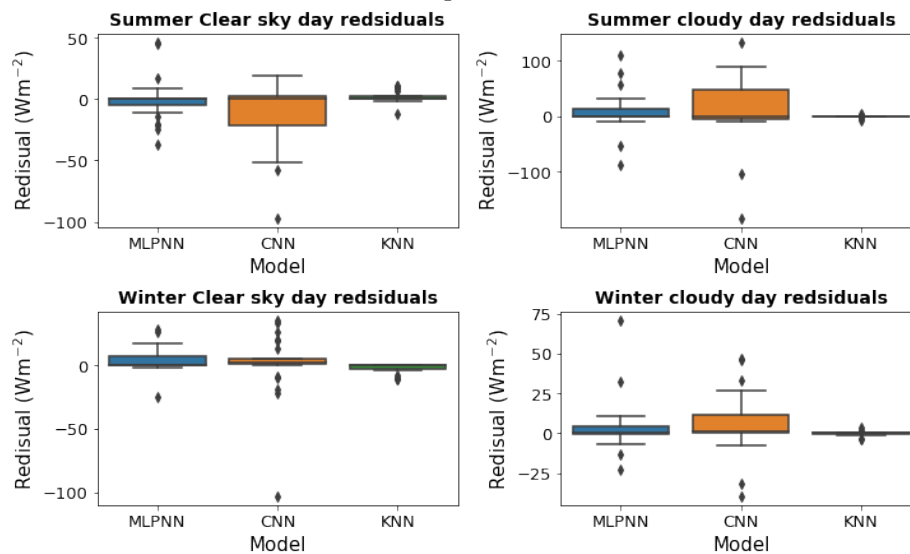 Summer Clear sky day redsiduals
Redisual (Wm⁻²)
50
0
−50
−100
MLPNN CNN KNN
Model
Summer cloudy day redsiduals
Redisual (Wm⁻²)
100
0
−100
MLPNN CNN KNN
Model
Winter Clear sky day redsiduals
Redisual (Wm⁻²)
0
−50
−100
MLPNN CNN KNN
Model
Winter cloudy day redsiduals
Redisual (Wm⁻²)
75
50
25
0
−25
MLPNN CNN KNN
Model